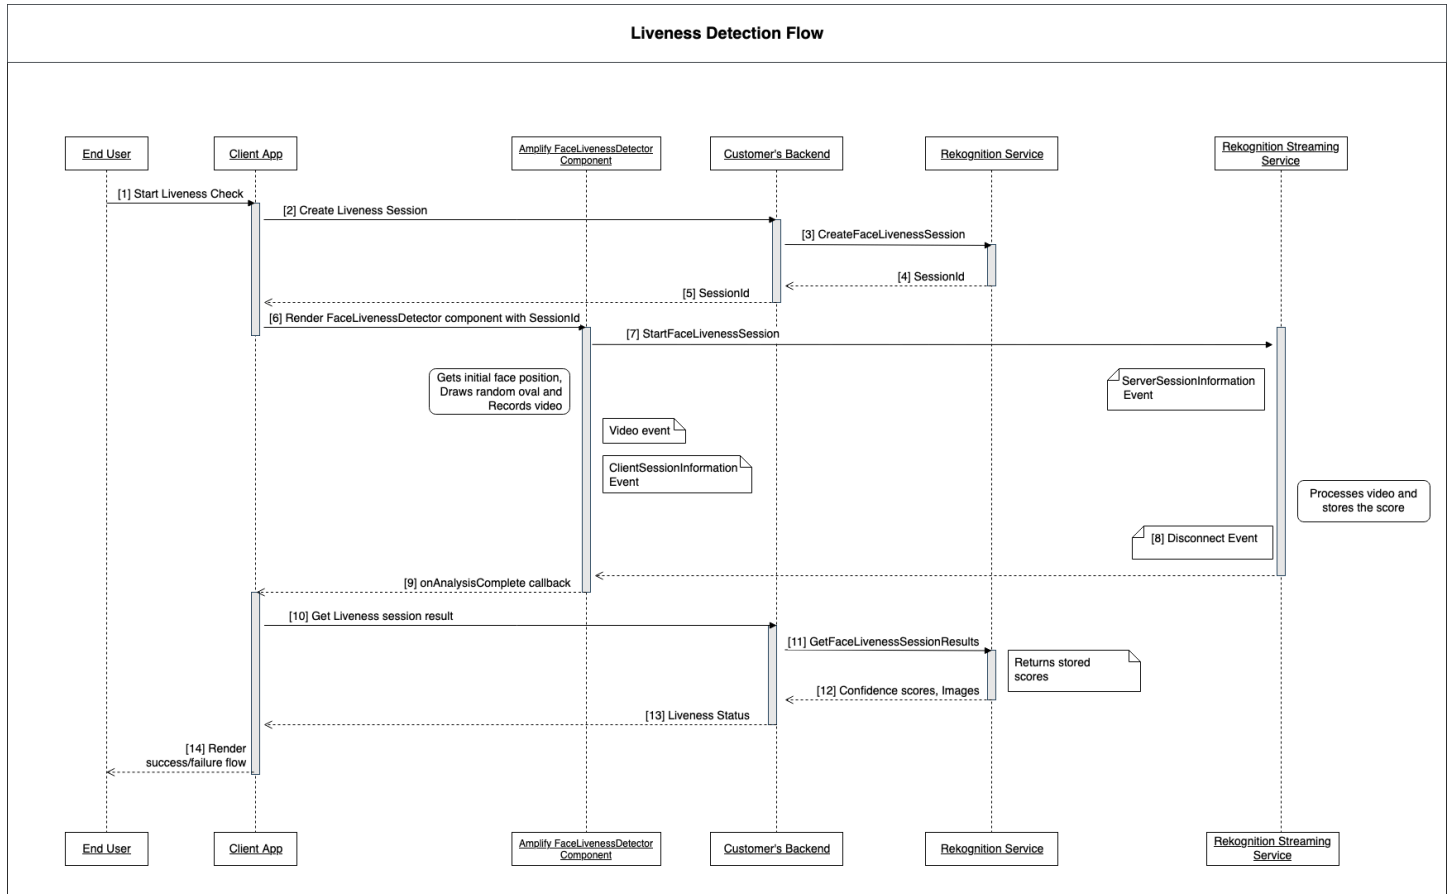 Liveness Detection Flow
End User
Client App
Amplify FaceLivenessDetector
Component
Customer's Backend
Rekognition Service
Rekognition Streaming
Service
[1] Start Liveness Check
[2] Create Liveness Session
[3] CreateFaceLivenessSession
[4] SessionId
[5] SessionId
[6] Render FaceLivenessDetector component with SessionId
[7] StartFaceLivenessSession
Gets initial face position,
Draws random oval and
Records video
ServerSessionInformation
Event
Video event
ClientSessionInformation
Event
Processes video and
stores the score
[8] Disconnect Event
[9] onAnalysisComplete callback
[10] Get Liveness session result
[11] GetFaceLivenessSessionResults
Returns stored
scores
[12] Confidence scores, Images
[13] Liveness Status
[14] Render
success/failure flow
End User
Client App
Amplify FaceLivenessDetector
Component
Customer's Backend
Rekognition Service
Rekognition Streaming
Service